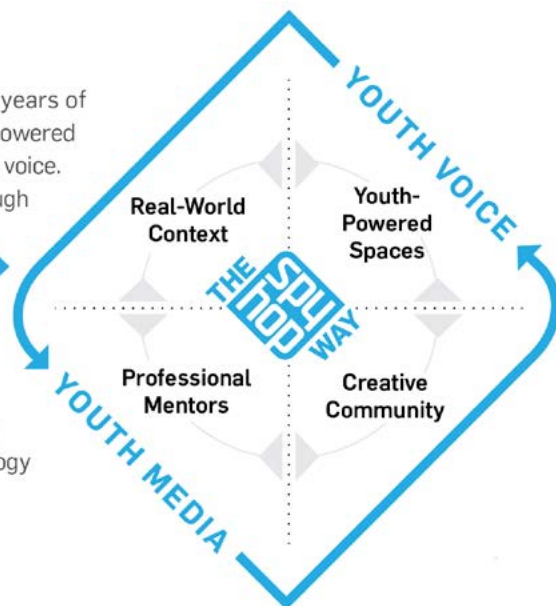 years of
owered
voice.
ugh
ogy
YOUTH VOICE
Real-World
Context
Youth-
Powered
Spaces
THE
spy
hop
WAY
Professional
Mentors
Creative
Community
YOUTH MEDIA